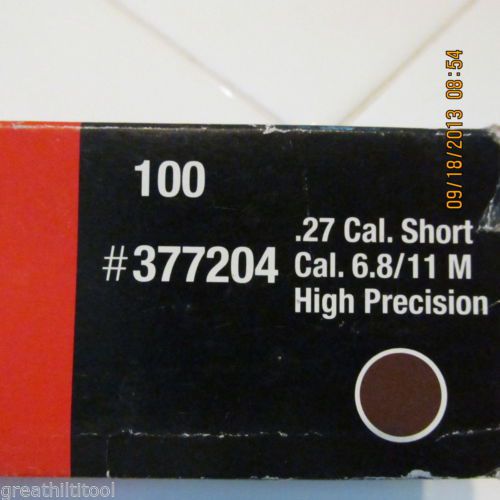 100
#377204
.27 Cal. Short
Cal. 6.8/11 M
High Precision
09/18/2013 08:54
greathiltitool